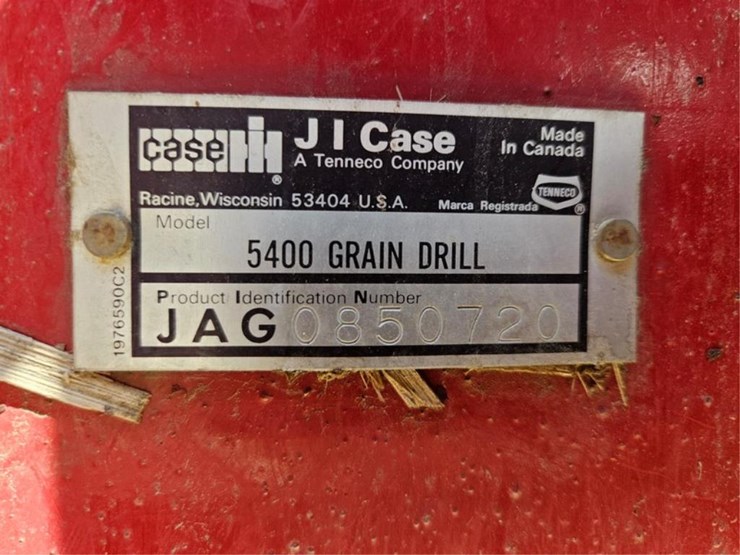 case IH ®
J I Case
A Tenneco Company
Made
In Canada
Racine, Wisconsin 53404 U.S.A.
Marca Registrada
TENNECO ®
Model
5400 GRAIN DRILL
Product Identification Number
JAG0850720
1976590C2